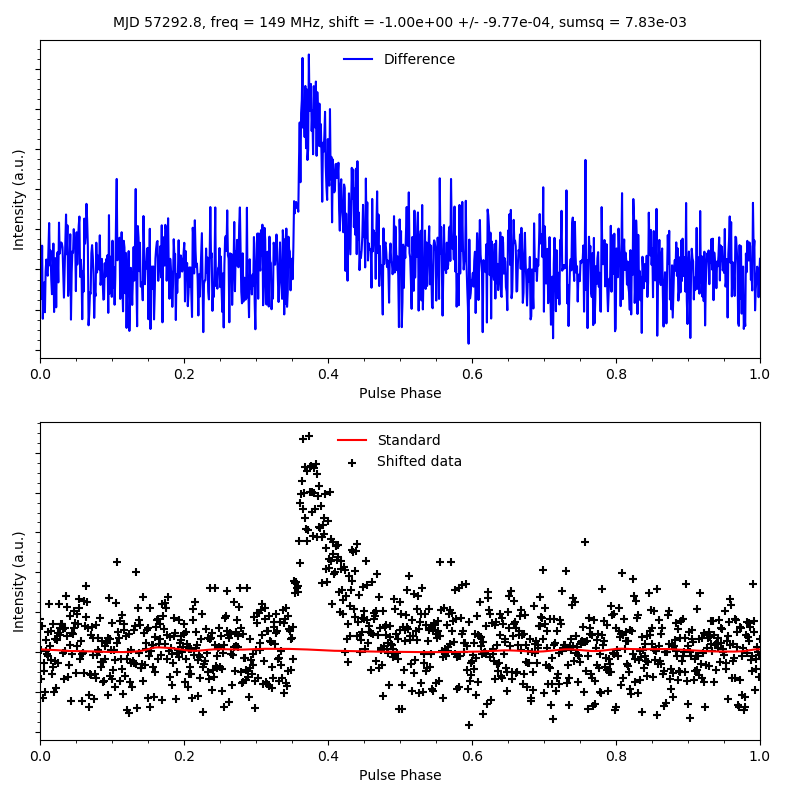 MJD 57292.8, freq = 149 MHz, shift = -1.00e+00 +/- -9.77e-04, sumsq = 7.83e-03
Difference
Intensity (a.u.)
0.0 0.2 0.4 0.6 0.8 1.0
Pulse Phase
Standard
Shifted data
Intensity (a.u.)
0.0 0.2 0.4 0.6 0.8 1.0
Pulse Phase